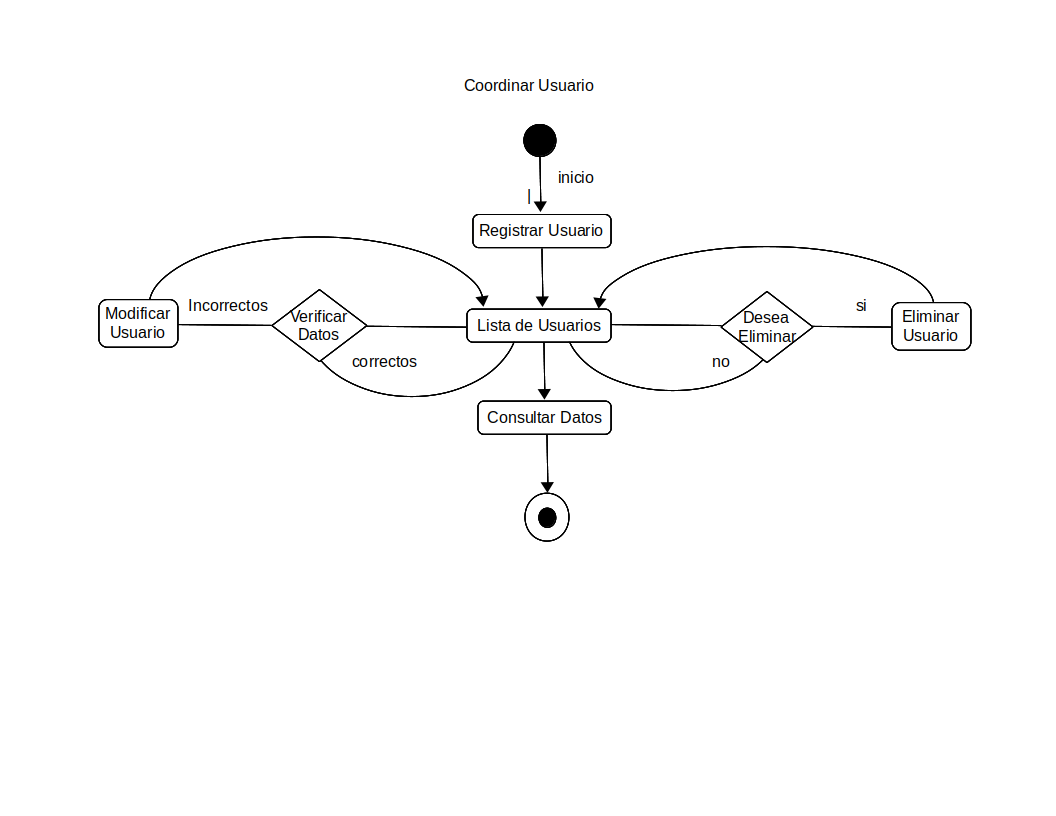 Coordinar Usuario
inicio
|
Registrar Usuario
Modificar
Usuario
Incorrectos
Verificar
Datos
correctos
Lista de Usuarios
Desea
Eliminar
no
si
Eliminar
Usuario
Consultar Datos